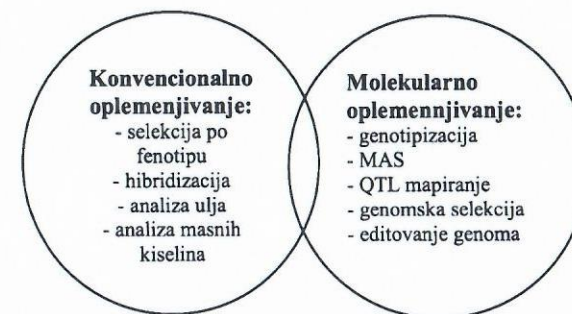 Konvencionalno
oplemenjivanje:
- selekcija po
fenotipu
- hibridizacija
- analiza ulja
- analiza masnih
kiselina
Molekularno
oplemennjivanje:
- genotipizacija
- MAS
- QTL mapiranje
- genomska selekcija
- editovanje genoma